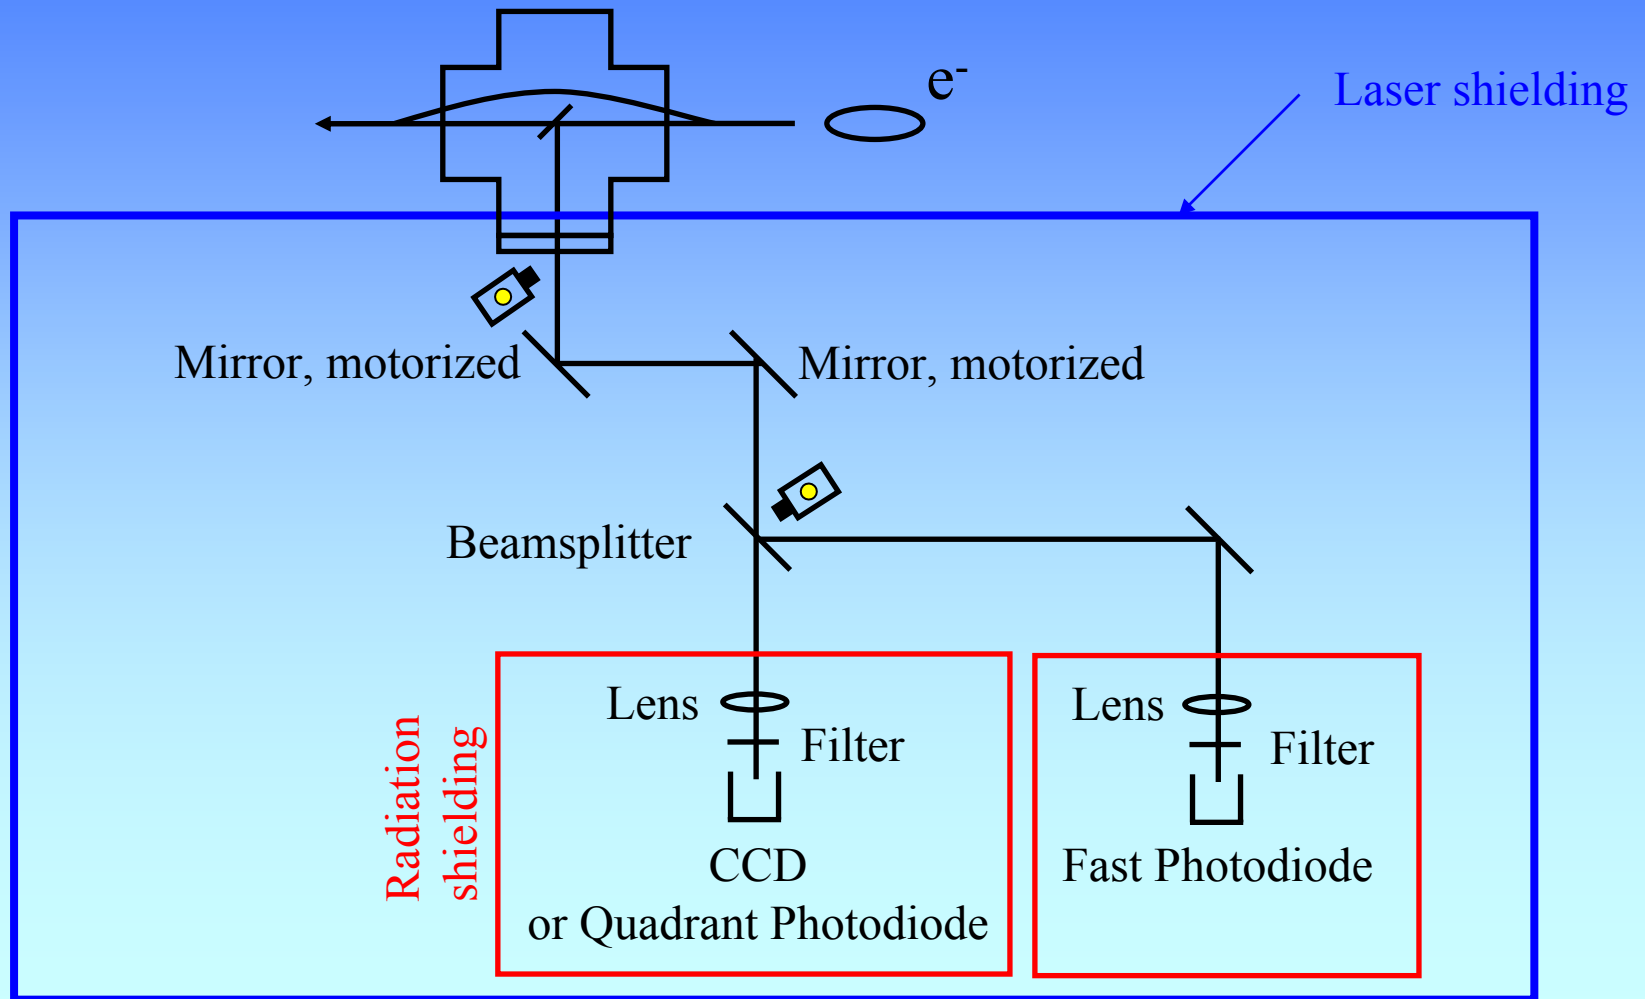 e-
Laser shielding
Mirror, motorized
Mirror, motorized
Beamsplitter
Radiation
shielding
Lens
Filter
CCD
or Quadrant Photodiode
Lens
Filter
Fast Photodiode